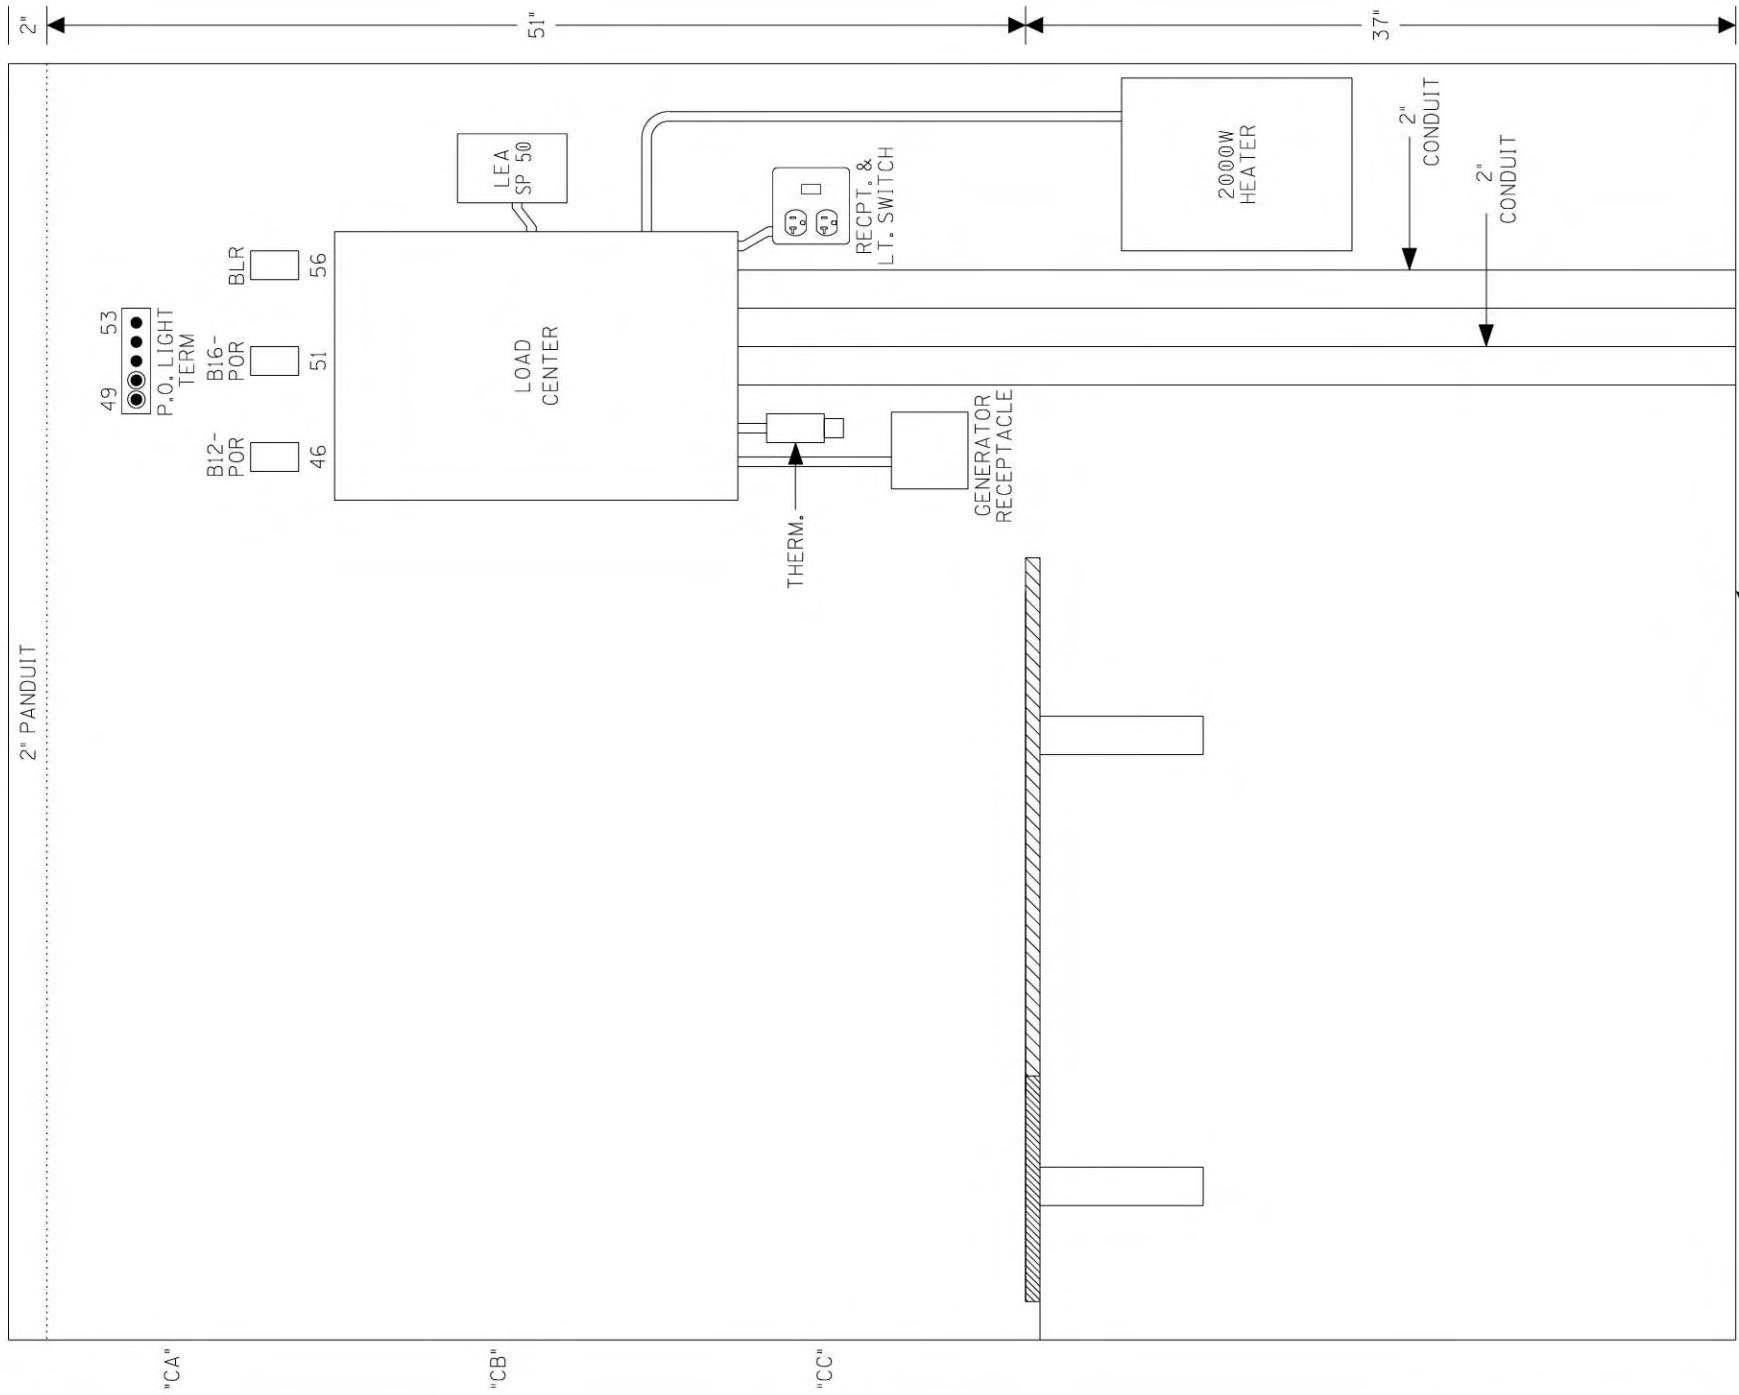 2" PANDUIT
2"
51"
37"
"CA"
"CB"
"CC"
49 53
P.O. LIGHT
TERM
B12-
POR
46
B16-
POR
51
BLR
56
LOAD
CENTER
LEA
SP 50
RECPT. &
LT. SWITCH
THERM.
GENERATOR
RECEPTACLE
2000W
HEATER
2"
CONDUIT
2"
CONDUIT